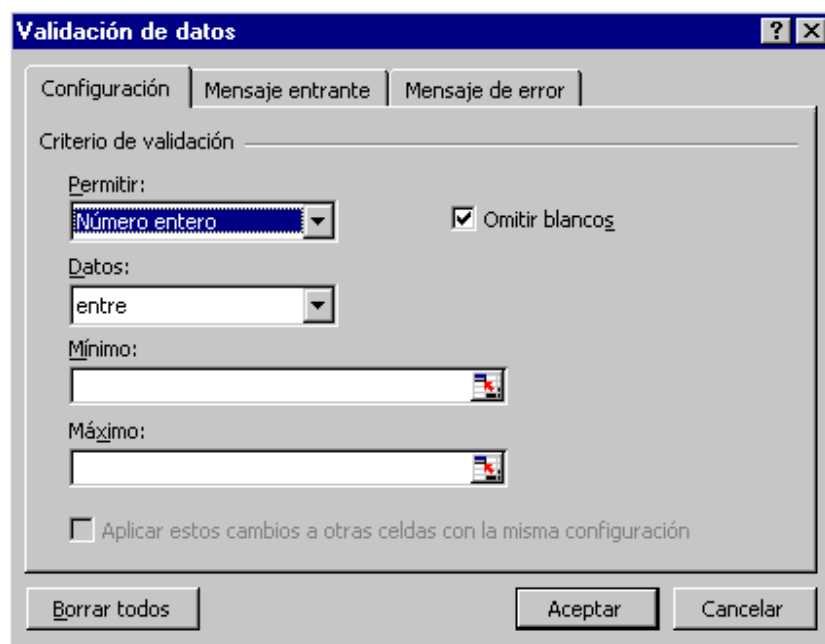 Validación de datos
Configuración Mensaje entrante Mensaje de error
Criterio de validación
Permitir:
Número entero Omitir blancos
Datos:
entre
Mínimo:
Máximo:
Aplicar estos cambios a otras celdas con la misma configuración
Borrar todos Aceptar Cancelar